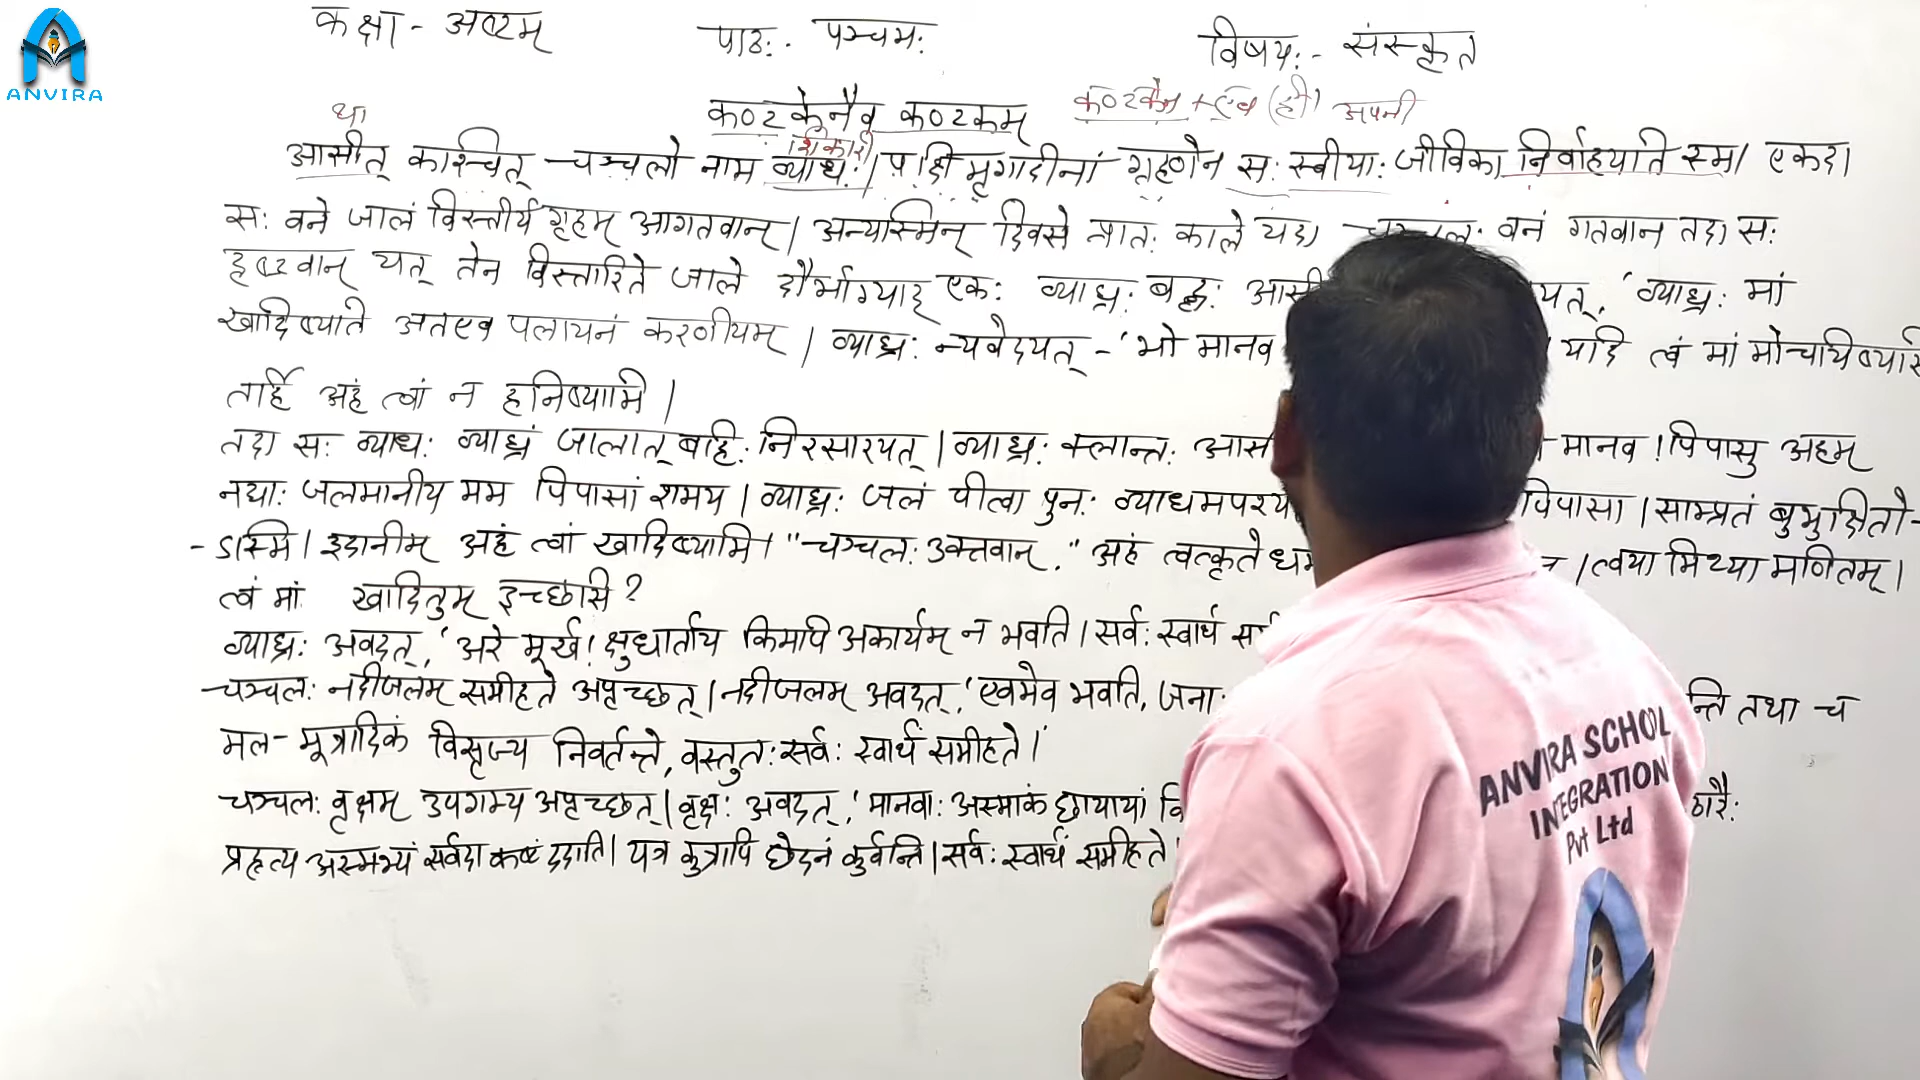 ANVIRA
कक्षा - अष्टम्
पाठः - पञ्चमः
विषयः - संस्कृत
कण्टकेनैव कण्टकम्
कण्टकेन + एव (ही) अपनी
था
शिकारी
आसीत् कश्चित् चञ्चलो नाम व्याधः। पक्षिमृगादीनां ग्रहणेन सः स्वीयाः जीविका निर्वाहयति स्म। एकदा
सः वने जालं विस्तीर्य गृहम् आगतवान्। अन्यस्मिन् दिवसे प्रातः काले यदा चञ्चलः वनं गतवान तदा सः
दृष्टवान् यत् तेन विस्तारिते जाले दौर्भाग्याद् एकः व्याघ्रः बद्धः यत्, 'व्याघ्रः मां
खादिष्यति अतएव पलायनं करणीयम्। व्याघ्रः न्यवेदयत् - 'भो मानव । यदि त्वं मां मोचयिष्यसि
तर्हि अहं त्वां न हनिष्यामि।
तदा सः व्याधः व्याघ्रं जालात् बहिः निरसारयत्। व्याघ्रः क्लान्तः मानव! पिपासु अहम्
नद्याः जलमानीय मम पिपासां शमय। व्याघ्रः जलं पीत्वा पुनः पिपासा। साम्प्रतं बुभुक्षितो-
-ऽस्मि। इदानीम् अहं त्वां खादिष्यामि। "चञ्चलः उक्तवान्," अहं त्वत्कृते । त्वया मिथ्या भणितम्।
त्वं मां खादितुम् इच्छसि?
व्याघ्रः अवदत्, 'अरे मूर्ख! क्षुधार्ताय किमपि अकार्यम् न भवति। सर्वः स्वार्थं
चञ्चलः नदीजलम् समीहते अपृच्छत्। नदीजलम् अवदत्, 'एवमेव भवति, जनाः तथा च
मल-मूत्रादिकं विसृज्य निवर्तन्ते, वस्तुतः सर्वः स्वार्थं समीहते।
चञ्चलः वृक्षम् उपगम्य अपृच्छत्। वृक्षः अवदत्, 'मानवाः अस्माकं छायायां
प्रहृत्य अस्मभ्यं सर्वदा कष्टं ददाति। यत्र कुत्रापि छेदनं कुर्वन्ति। सर्वः स्वार्थं समीहते
ANVIRA SCHOOL
INTEGRATION
Pvt Ltd